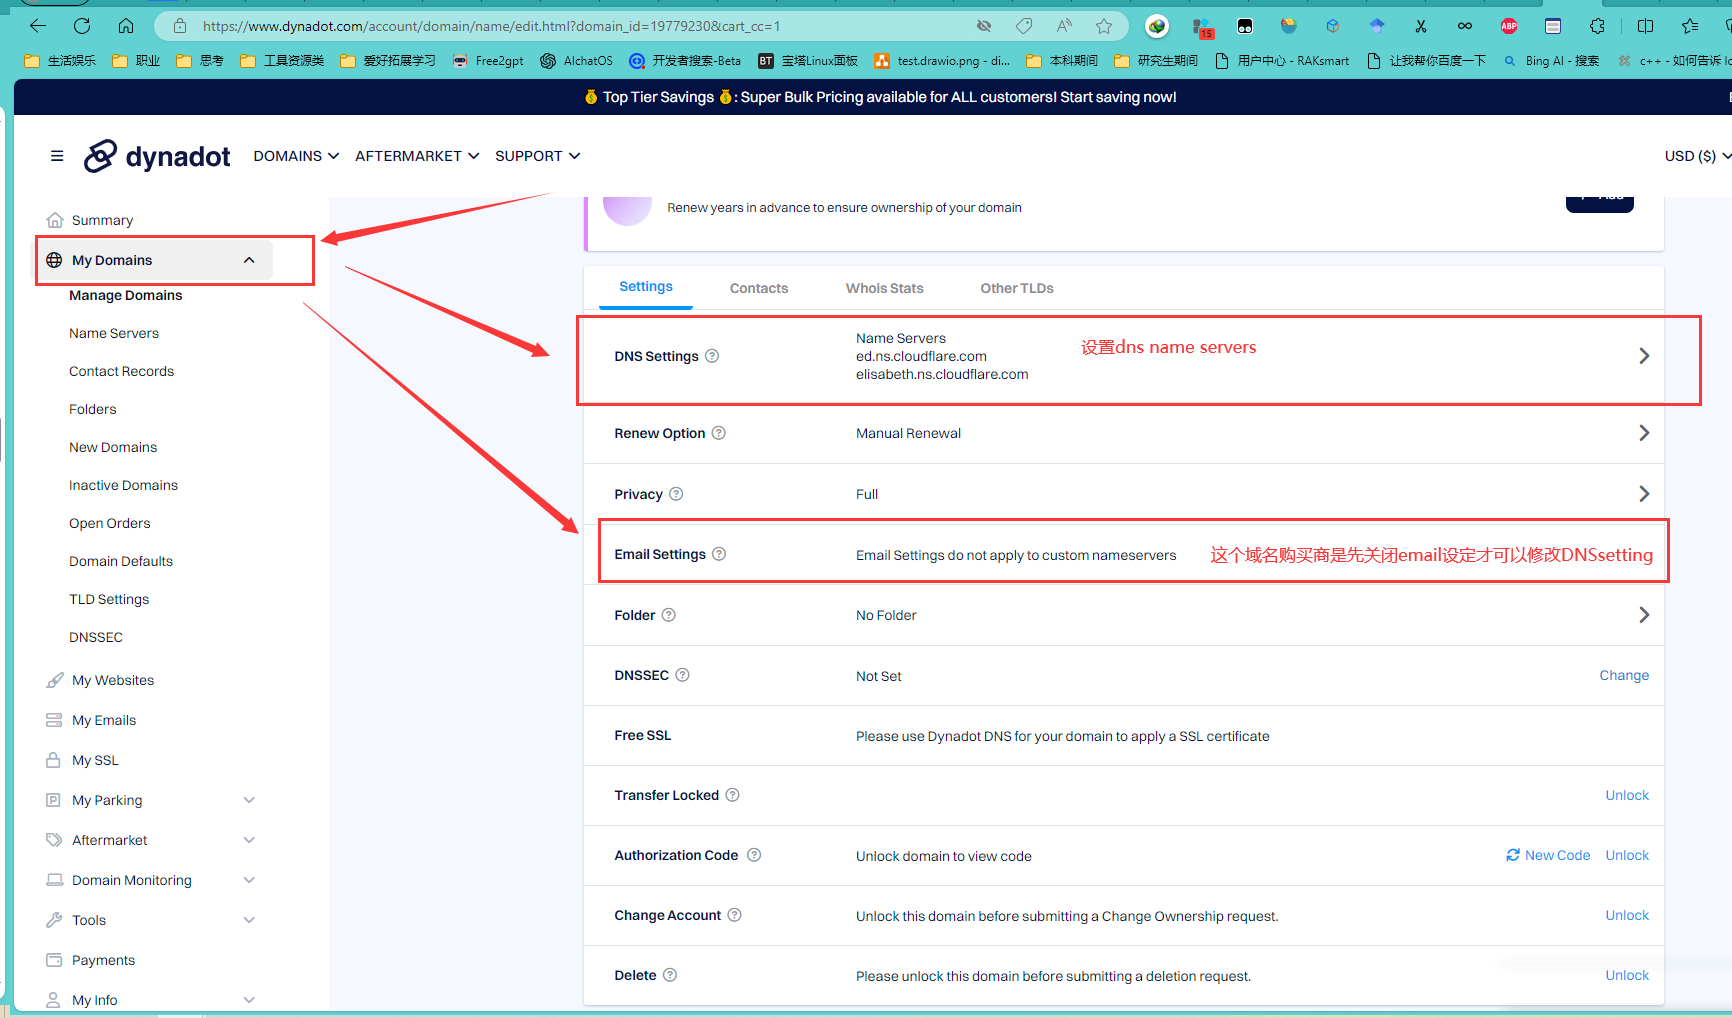 https://www.dynadot.com/account/domain/name/edit.html?domain_id=19779230&cart_cc=1
15
ABP
生活娱乐
职业
思考
工具资源类
爱好拓展学习
Free2gpt
AlchatOS
开发者搜索-Beta
BT 宝塔Linux面板
test.drawio.png - di...
本科期间
研究生期间
用户中心 - RAKsmart
让我帮你百度一下
Bing AI - 搜索
c++ - 如何告诉
Top Tier Savings : Super Bulk Pricing available for ALL customers! Start saving now!
dynadot
DOMAINS
AFTERMARKET
SUPPORT
USD ($)
Summary
My Domains
Manage Domains
Name Servers
Contact Records
Folders
New Domains
Inactive Domains
Open Orders
Domain Defaults
TLD Settings
DNSSEC
My Websites
My Emails
My SSL
My Parking
Aftermarket
Domain Monitoring
Tools
Payments
My Info
Renew years in advance to ensure ownership of your domain
Add
Settings
Contacts
Whois Stats
Other TLDs
DNS Settings
Name Servers
ed.ns.cloudflare.com
elisabeth.ns.cloudflare.com
设置dns name servers
Renew Option
Manual Renewal
Privacy
Full
Email Settings
Email Settings do not apply to custom nameservers
这个域名购买商是先关闭email设定才可以修改DNSsetting
Folder
No Folder
DNSSEC
Not Set
Change
Free SSL
Please use Dynadot DNS for your domain to apply a SSL certificate
Transfer Locked
Unlock
Authorization Code
Unlock domain to view code
New Code
Unlock
Change Account
Unlock this domain before submitting a Change Ownership request.
Unlock
Delete
Please unlock this domain before submitting a deletion request.
Unlock